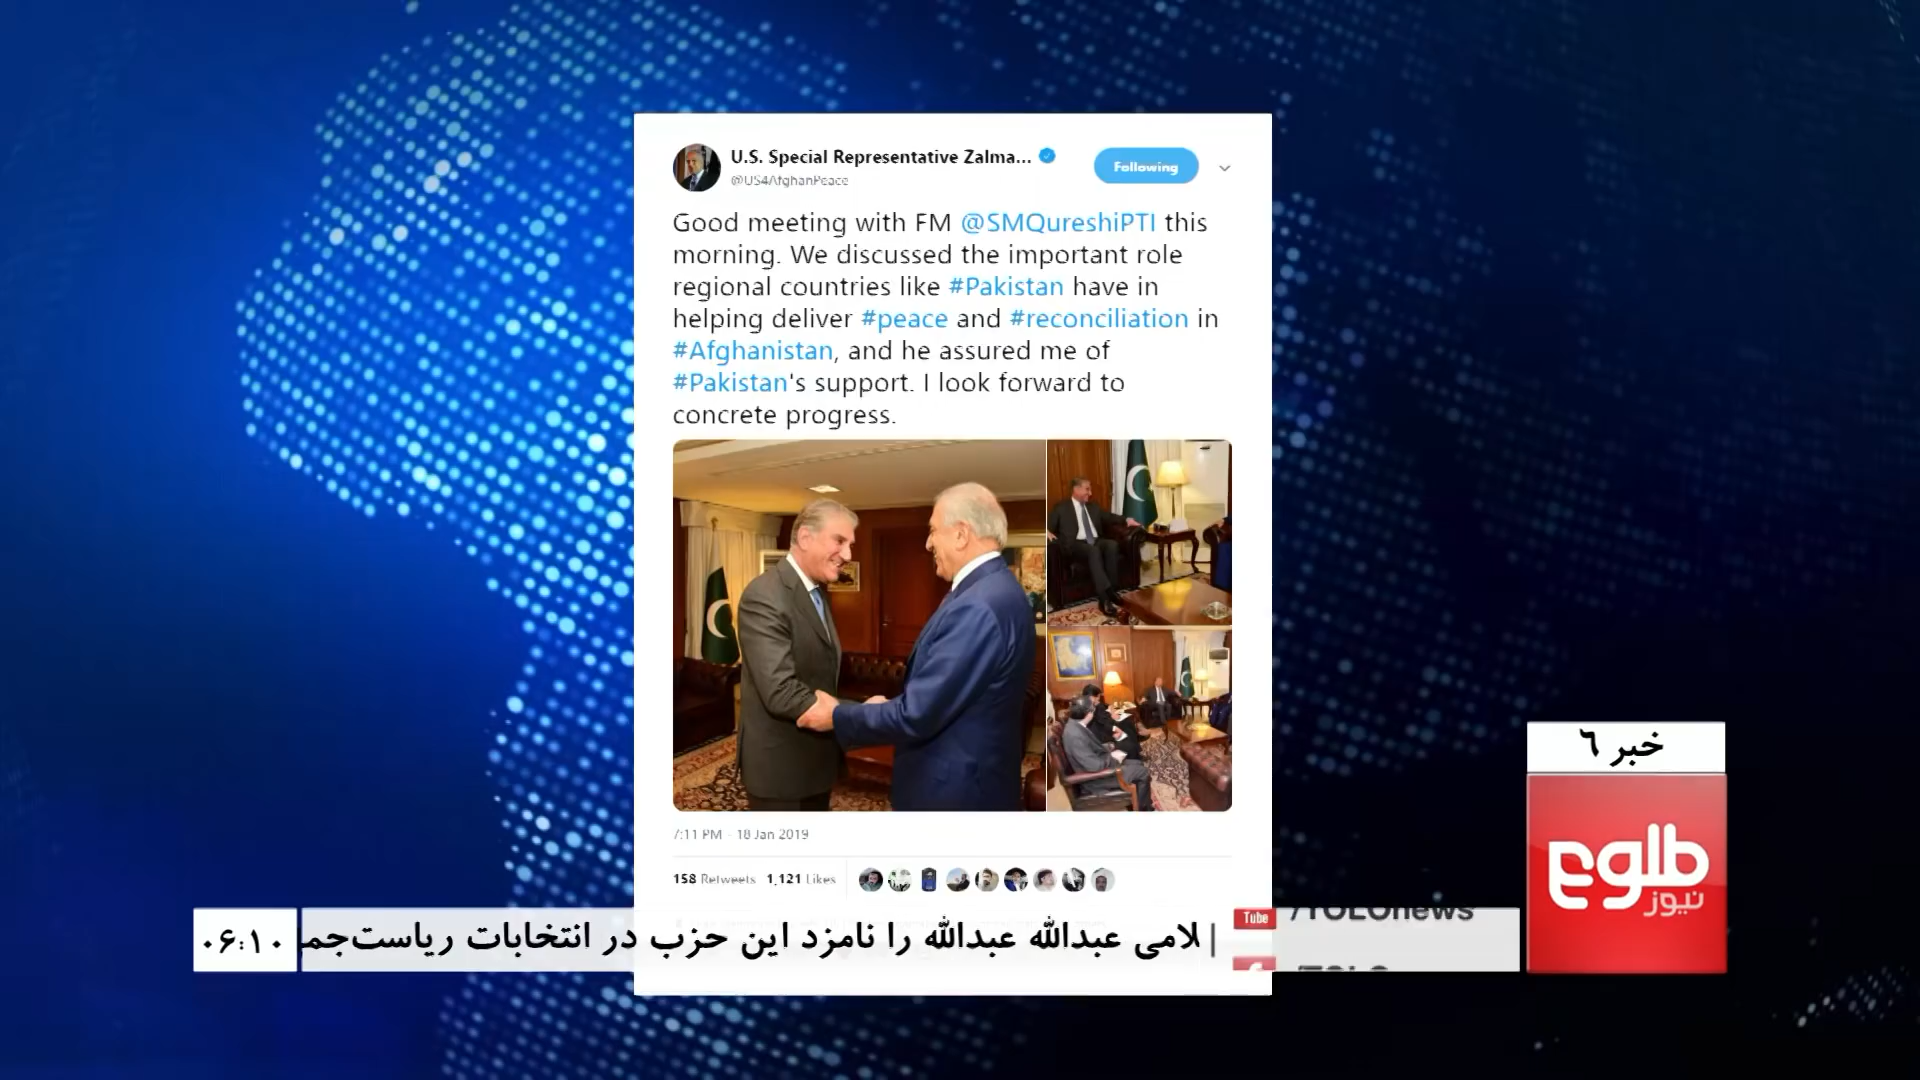 U.S. Special Representative Zalma...
@US4AfghanPeace
Following
Good meeting with FM @SMQureshiPTI this
morning. We discussed the important role
regional countries like #Pakistan have in
helping deliver #peace and #reconciliation in
#Afghanistan, and he assured me of
#Pakistan's support. I look forward to
concrete progress.
7:11 PM - 18 Jan 2019
158 Retweets 1,121 Likes
خبر ٦
طلوع
نیوز
Tube /TOLOnews
۰۶:۱۰
لامی عبدالله عبدالله را نامزد این حزب در انتخابات ریاست‌جم